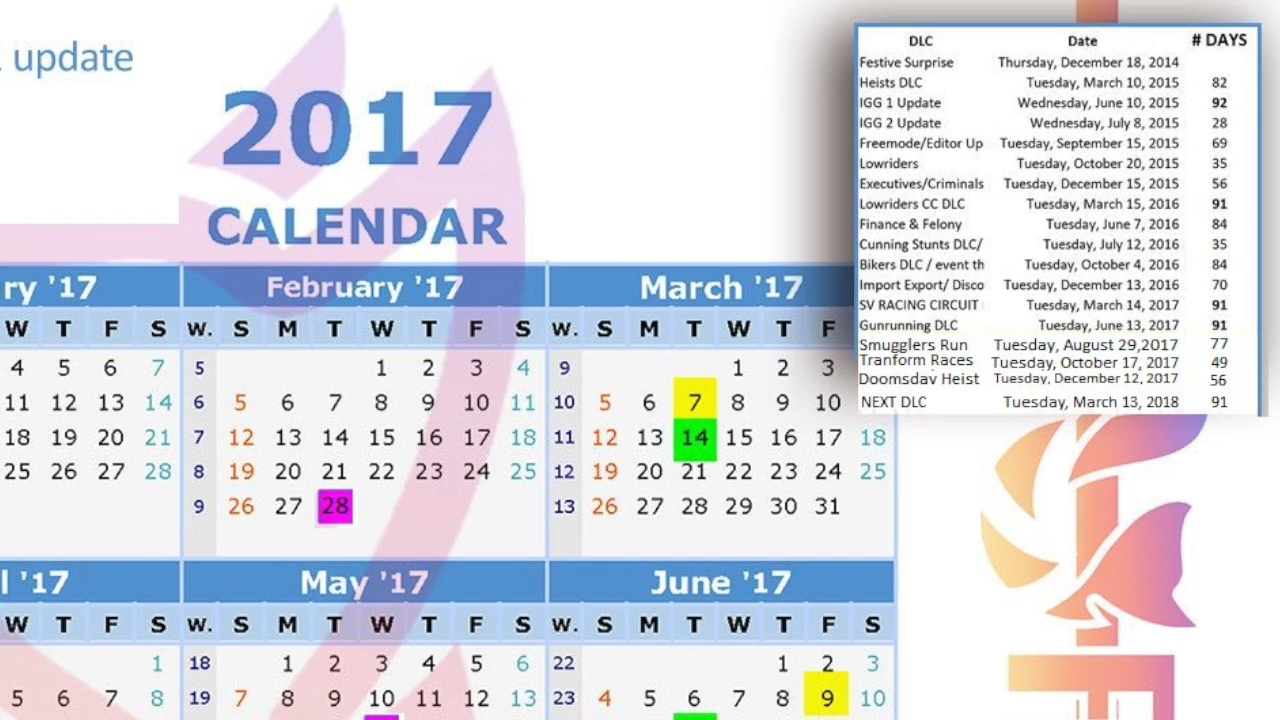 update
2017
CALENDAR
DLC Date # DAYS
Festive Surprise Thursday, December 18, 2014
Heists DLC Tuesday, March 10, 2015 82
IGG 1 Update Wednesday, June 10, 2015 92
IGG 2 Update Wednesday, July 8, 2015 28
Freemode/Editor Up Tuesday, September 15, 2015 69
Lowriders Tuesday, October 20, 2015 35
Executives/Criminals Tuesday, December 15, 2015 56
Lowriders CC DLC Tuesday, March 15, 2016 91
Finance & Felony Tuesday, June 7, 2016 84
Cunning Stunts DLC/ Tuesday, July 12, 2016 35
Bikers DLC / event th Tuesday, October 4, 2016 84
Import Export/ Disco Tuesday, December 13, 2016 70
SV RACING CIRCUIT Tuesday, March 14, 2017 91
Gunrunning DLC Tuesday, June 13, 2017 91
Smugglers Run Tuesday, August 29,2017 77
Tranform Races Tuesday, October 17, 2017 49
Doomsday Heist Tuesday, December 12, 2017 56
NEXT DLC Tuesday, March 13, 2018 91
ry '17 February '17 March '17
W T F S W. S M T W T F S W. S M T W T F
4 5 6 7 5 1 2 3 4 9 1 2 3
11 12 13 14 6 5 6 7 8 9 10 11 10 5 6 7 8 9 10
18 19 20 21 7 12 13 14 15 16 17 18 11 12 13 14 15 16 17 18
25 26 27 28 8 19 20 21 22 23 24 25 12 19 20 21 22 23 24 25
9 26 27 28 13 26 27 28 29 30 31
l '17 May '17 June '17
W T F S W. S M T W T F S W. S M T W T F S
1 18 1 2 3 4 5 6 22 1 2 3
5 6 7 8 19 7 8 9 10 11 12 13 23 4 5 6 7 8 9 10